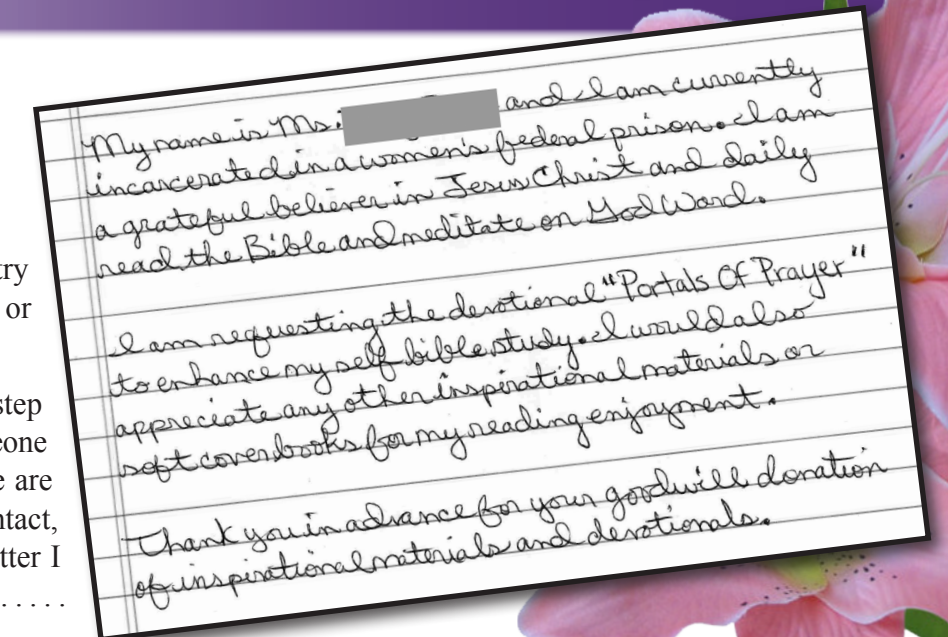 try
or
step
eone
e are
ntact,
tter I
. . . . .
My name is Ms. and I am currently
incarcerated in a women's federal prison. I am
a grateful believer in Jesus Christ and daily
read the Bible and meditate on God Word.
I am requesting the devotional "Portals Of Prayer"
to enhance my self bible study. I would also
appreciate any other inspirational materials or
soft cover books for my reading enjoyment.
Thank you in advance for your goodwill donation
of inspirational materials and devotionals.